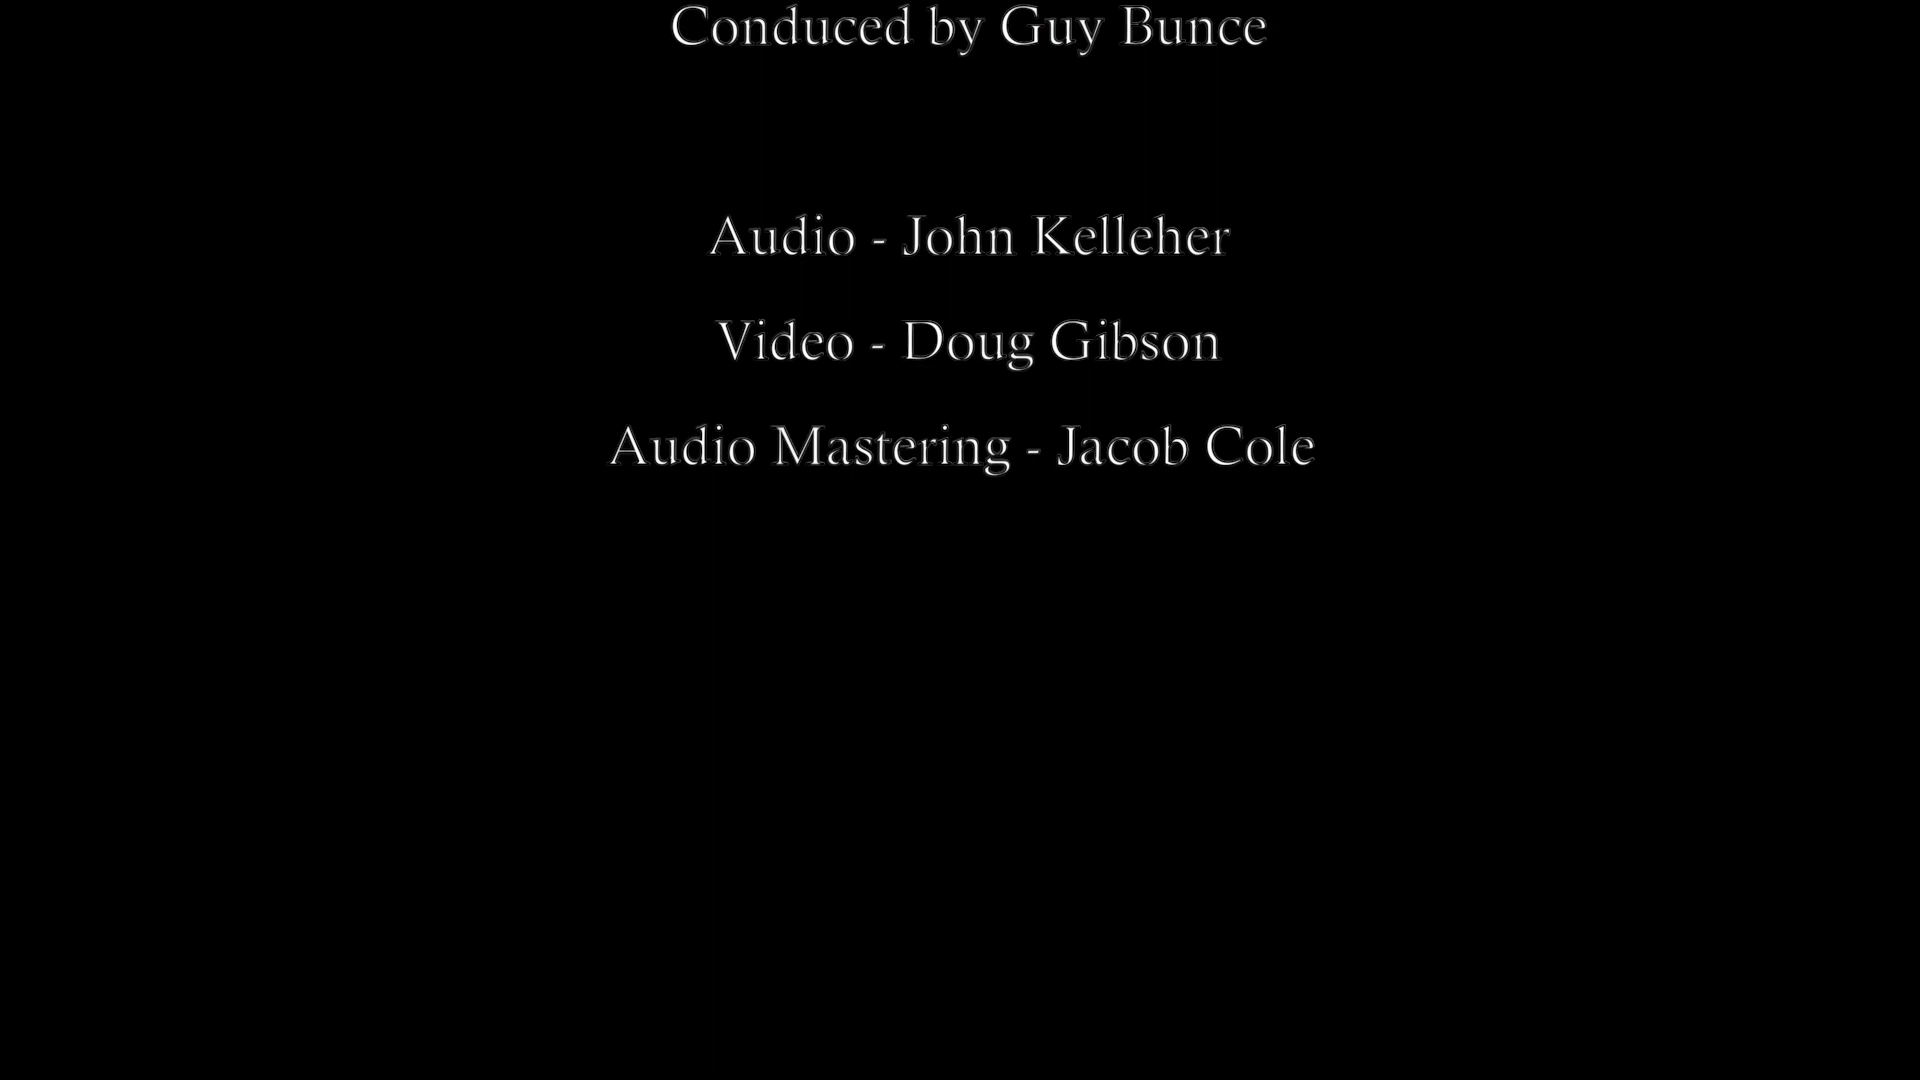 Conduced by Guy Bunce
Audio - John Kelleher
Video - Doug Gibson
Audio Mastering - Jacob Cole